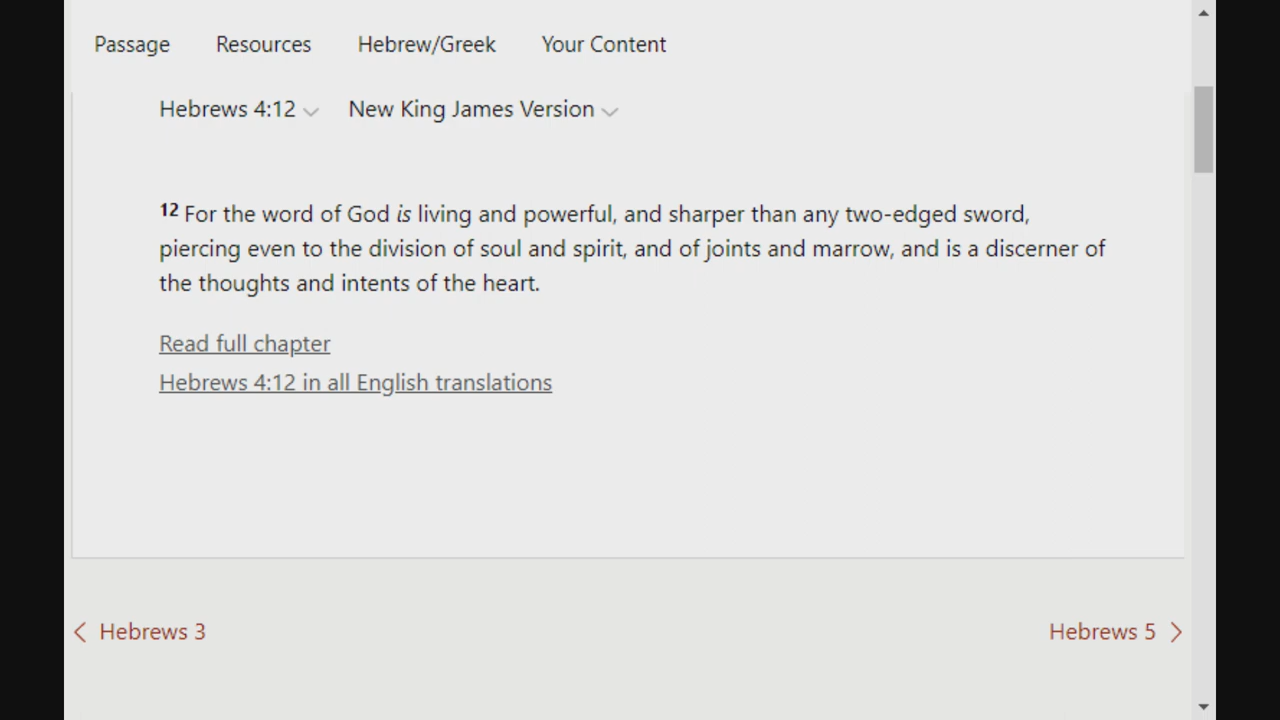 Passage Resources Hebrew/Greek Your Content
Hebrews 4:12 New King James Version
12 For the word of God is living and powerful, and sharper than any two-edged sword,
piercing even to the division of soul and spirit, and of joints and marrow, and is a discerner of
the thoughts and intents of the heart.
Read full chapter
Hebrews 4:12 in all English translations
Hebrews 3 Hebrews 5